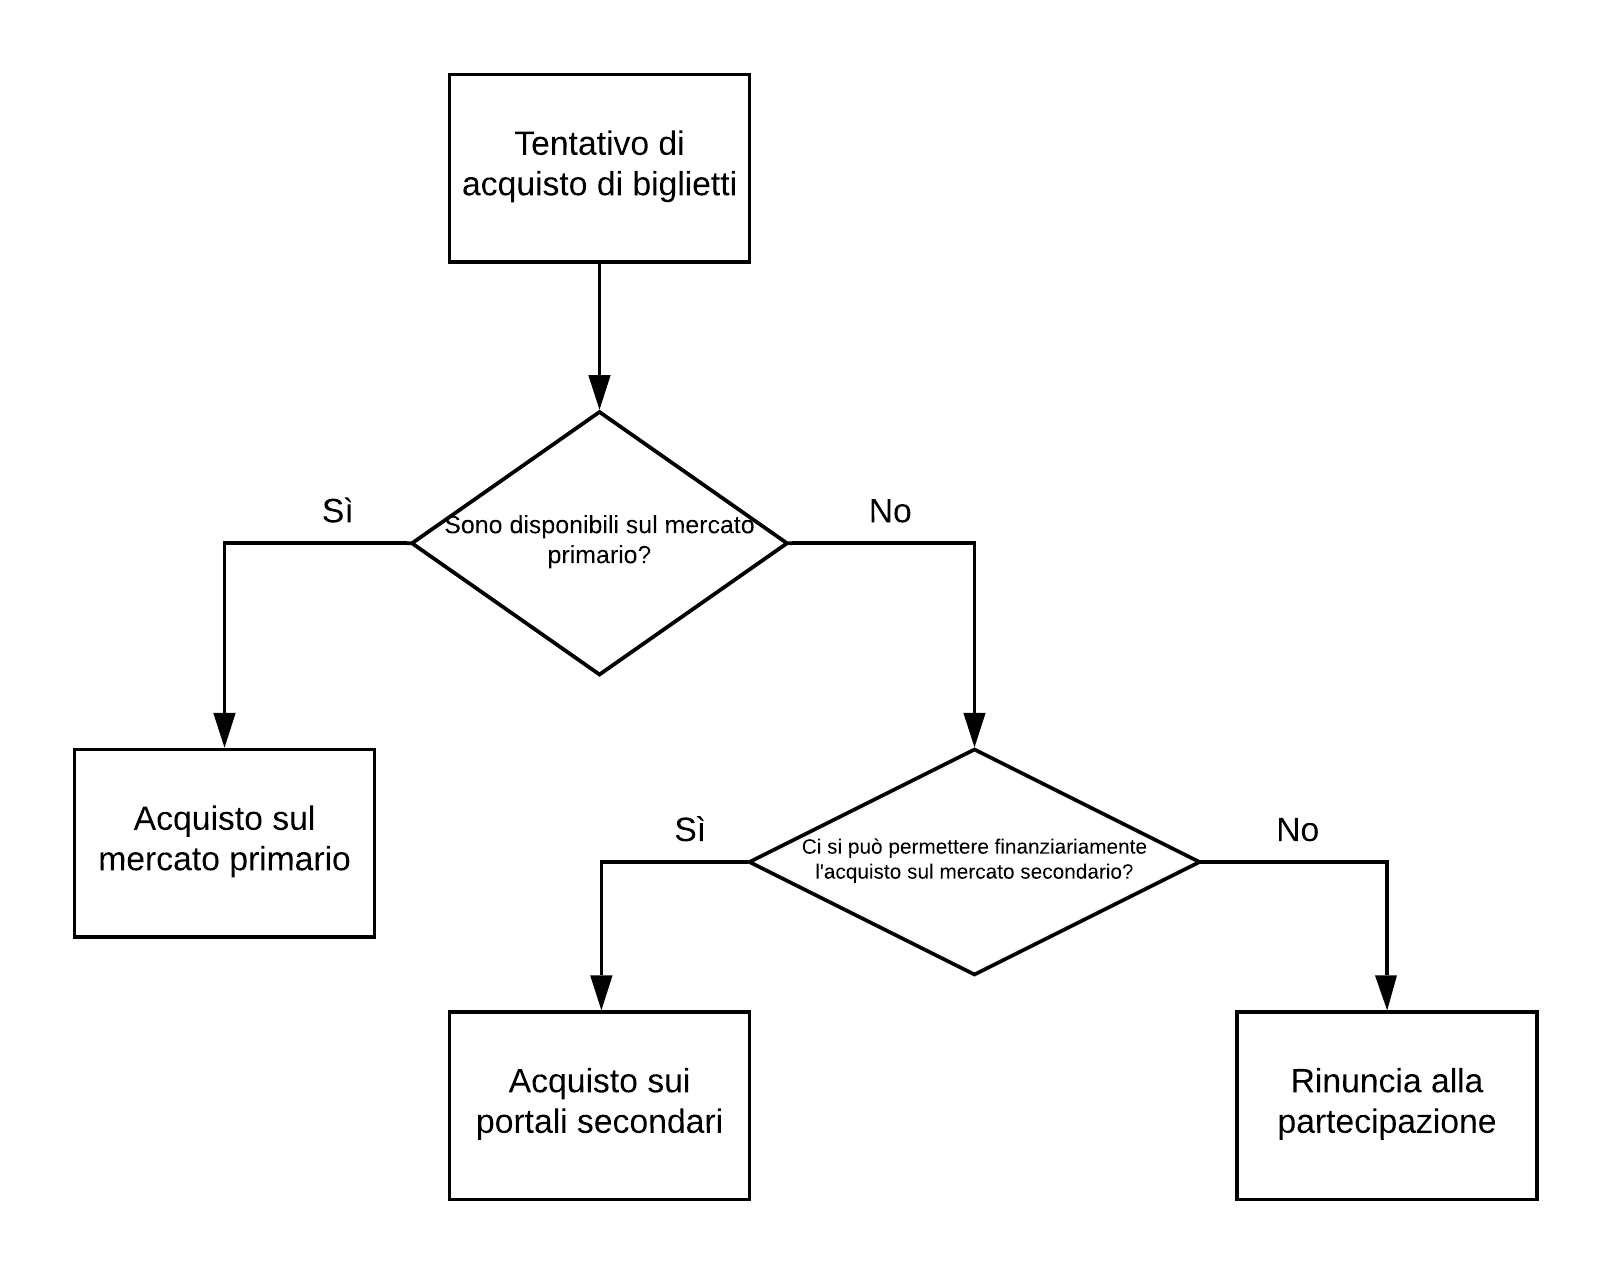 Tentativo di
acquisto di biglietti
Sì
No
Sono disponibili sul mercato
primario?
Acquisto sul
mercato primario
Sì
No
Ci si può permettere finanziariamente
l'acquisto sul mercato secondario?
Acquisto sui
portali secondari
Rinuncia alla
partecipazione